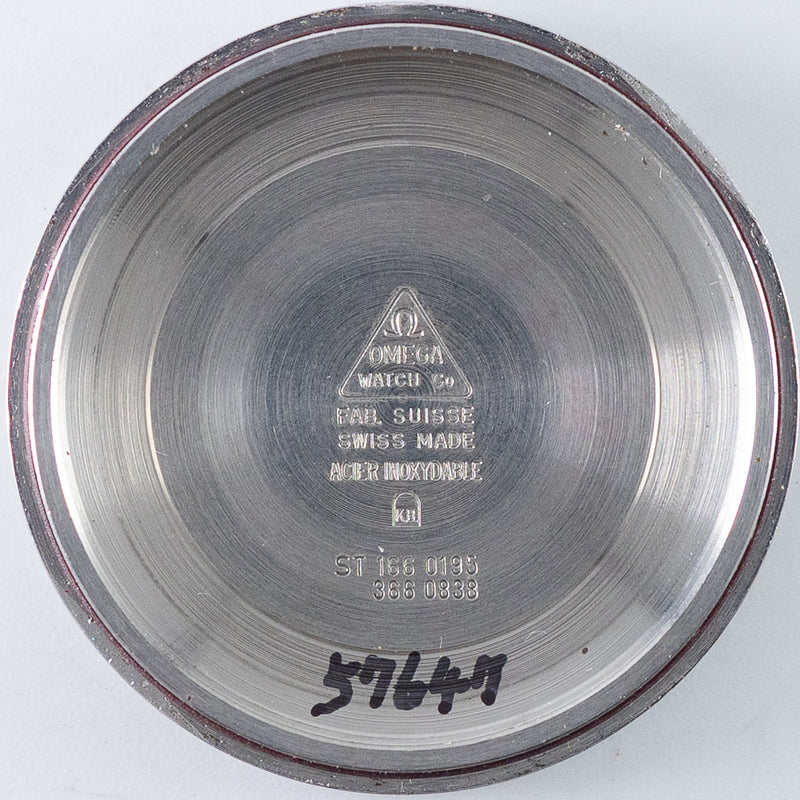 Ω
OMEGA
WATCH Co
FAB. SUISSE
SWISS MADE
ACIER INOXYDABLE
KB
ST 166 0195
366 0838
57647